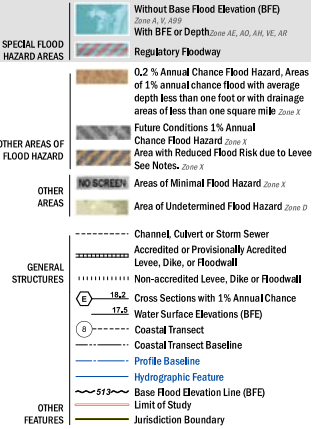 Without Base Flood Elevation (BFE)
Zone A, V, A99
With BFE or Depth Zone AE, AO, AH, VE, AR
SPECIAL FLOOD
HAZARD AREAS
Regulatory Floodway
0.2 % Annual Chance Flood Hazard, Areas
of 1% annual chance flood with average
depth less than one foot or with drainage
areas of less than one square mile Zone X
Future Conditions 1% Annual
Chance Flood Hazard Zone X
OTHER AREAS OF
FLOOD HAZARD
Area with Reduced Flood Risk due to Levee
See Notes. Zone X
NO SCREEN Areas of Minimal Flood Hazard Zone X
OTHER
AREAS
Area of Undetermined Flood Hazard Zone D
Channel, Culvert or Storm Sewer
Accredited or Provisionally Acredited
Levee, Dike, or Floodwall
GENERAL
STRUCTURES
Non-accredited Levee, Dike or Floodwall
E 18.2 Cross Sections with 1% Annual Chance
17.5 Water Surface Elevations (BFE)
8 Coastal Transect
Coastal Transect Baseline
Profile Baseline
Hydrographic Feature
513 Base Flood Elevation Line (BFE)
OTHER
FEATURES
Limit of Study
Jurisdiction Boundary